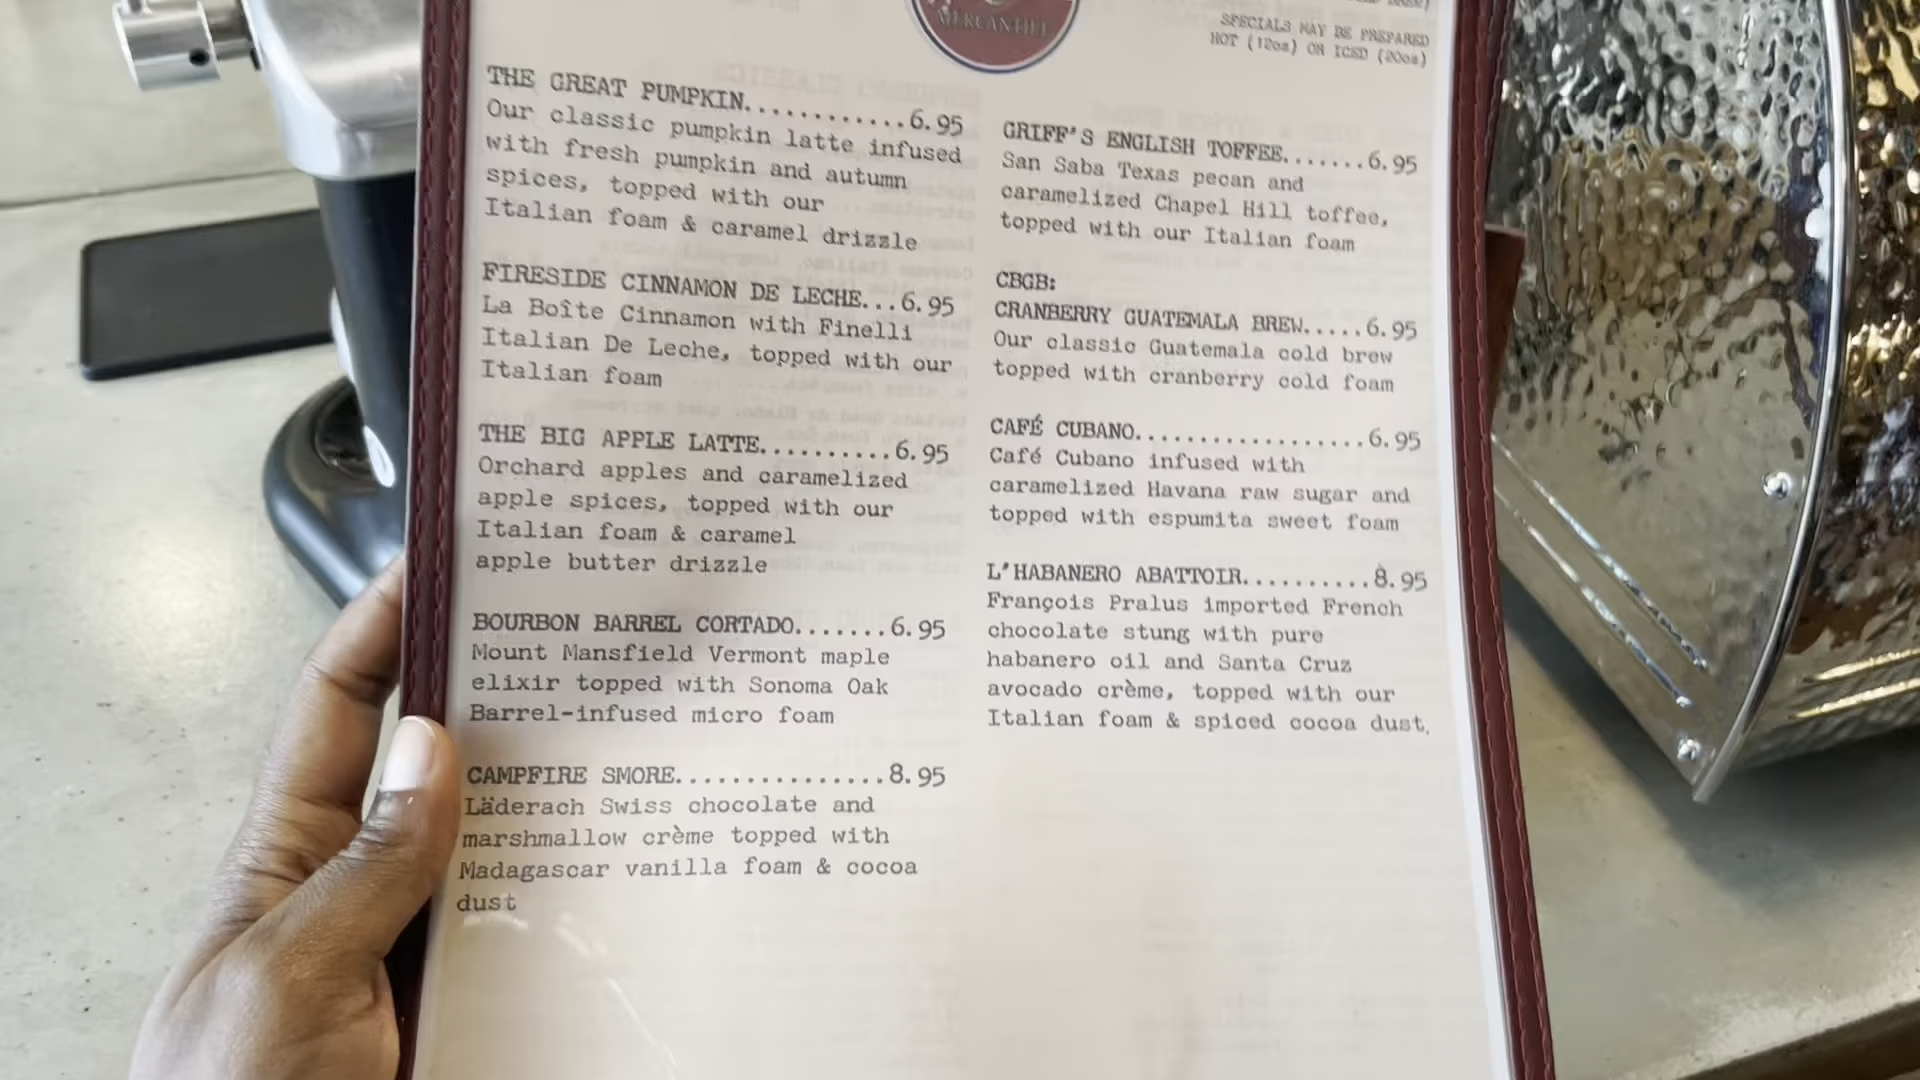 MERCANTILE
SPECIALS MAY BE PREPARED
HOT (12oz) OR ICED (20oz)
THE GREAT PUMPKIN............6.95
Our classic pumpkin latte infused
with fresh pumpkin and autumn
spices, topped with our
Italian foam & caramel drizzle
FIRESIDE CINNAMON DE LECHE...6.95
La Boîte Cinnamon with Finelli
Italian De Leche, topped with our
Italian foam
THE BIG APPLE LATTE..........6.95
Orchard apples and caramelized
apple spices, topped with our
Italian foam & caramel
apple butter drizzle
BOURBON BARREL CORTADO.......6.95
Mount Mansfield Vermont maple
elixir topped with Sonoma Oak
Barrel-infused micro foam
CAMPFIRE SMORE...............8.95
Läderach Swiss chocolate and
marshmallow crème topped with
Madagascar vanilla foam & cocoa
dust
GRIFF'S ENGLISH TOFFEE.......6.95
San Saba Texas pecan and
caramelized Chapel Hill toffee,
topped with our Italian foam
CBGB:
CRANBERRY GUATEMALA BREW.....6.95
Our classic Guatemala cold brew
topped with cranberry cold foam
CAFÉ CUBANO................6.95
Café Cubano infused with
caramelized Havana raw sugar and
topped with espumita sweet foam
L'HABANERO ABATTOIR.........8.95
François Pralus imported French
chocolate stung with pure
habanero oil and Santa Cruz
avocado crème, topped with our
Italian foam & spiced cocoa dust.